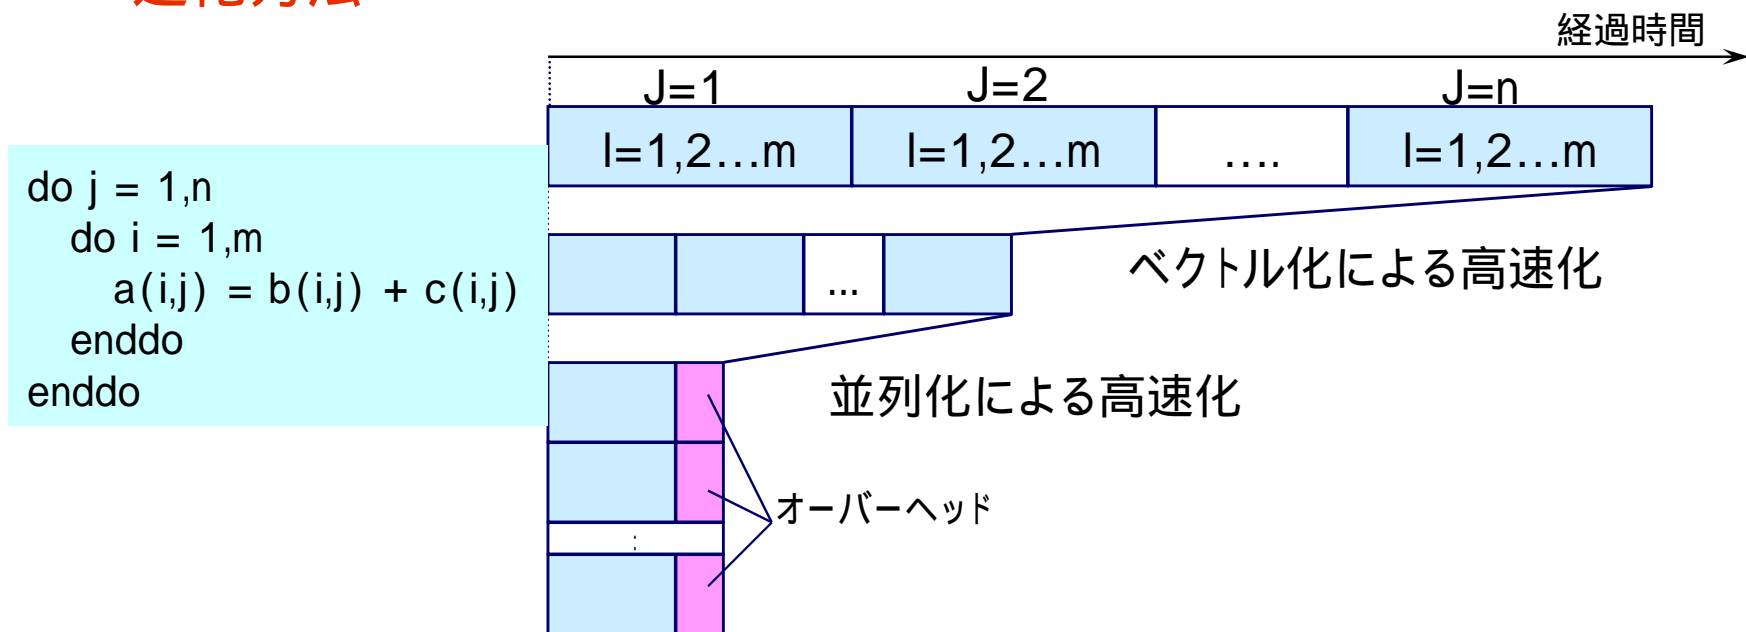 経過時間
J=1 J=2 J=n
I=1,2...m I=1,2...m .... I=1,2...m
do j = 1,n
do i = 1,m
a(i,j) = b(i,j) + c(i,j)
enddo
enddo
...
ベクトル化による高速化
並列化による高速化
オーバーヘッド
: